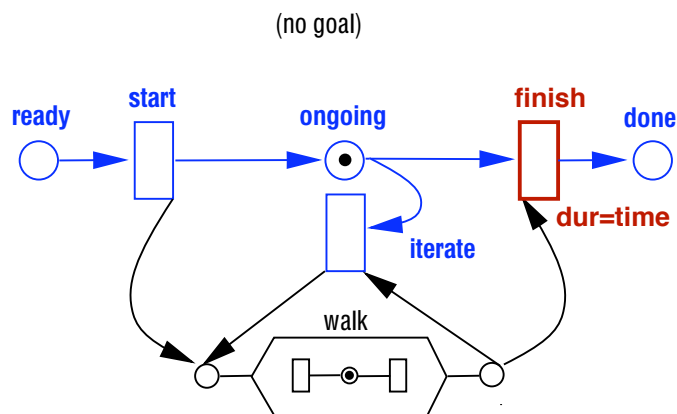 (no goal)
start
finish
ready
ongoing
done
dur=time
iterate
walk